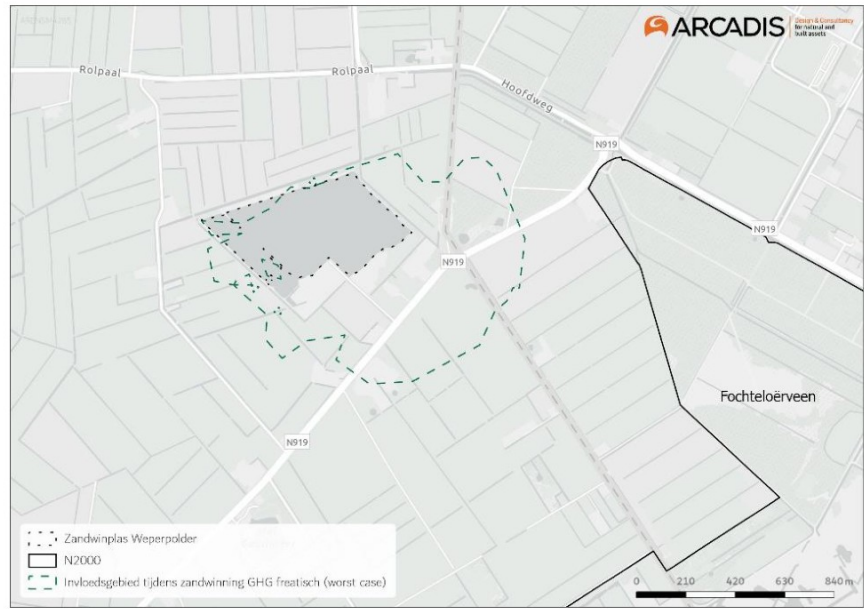 ARCADIS
Design & Consultancy
for natural and
built assets
Rolpaal
Rolpaal
Hoofdweg
N919
N919
N919
Fochteloërveen
N919
Zandwinplas Weperpolder
N2000
Invloedsgebied tijdens zandwinning GHG freatisch (worst case)
0 210 420 630 840 m